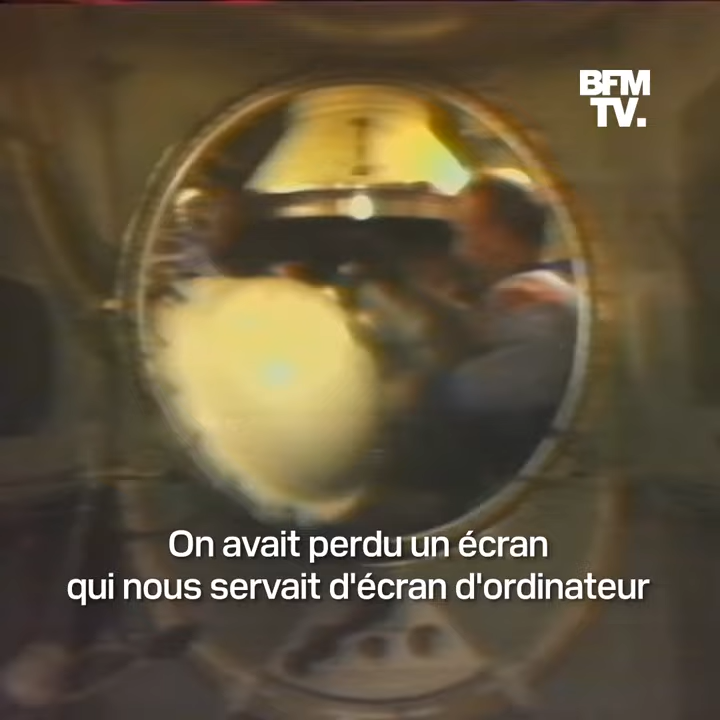 BFM
TV.
On avait perdu un écran
qui nous servait d'écran d'ordinateur